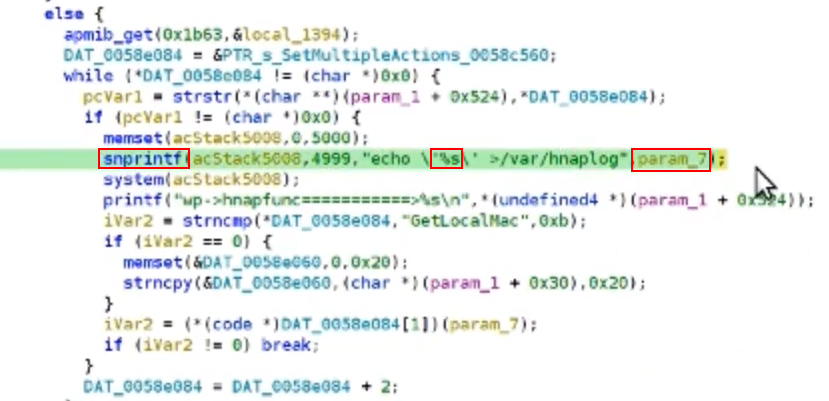 else {
apmib_get(0x1b63,&local_1394);
DAT_0058e084 = &PTR_s_SetMultipleActions_0058c560;
while (*DAT_0058e084 != (char *)0x0) {
pcVar1 = strstr(*(char **)(param_1 + 0x524),*DAT_0058e084);
if (pcVar1 != (char *)0x0) {
memset(acStack5008,0,5000);
snprintf(acStack5008,4999,"echo \'%s\' >/var/hnaplog",param_7);
system(acStack5008);
printf("wp->hnapfunc===========>%s\n",*(undefined4 *)(param_1 + 0x524));
iVar2 = strncmp(*DAT_0058e084,"GetLocalMac",0xb);
if (iVar2 == 0) {
memset(&DAT_0058e060,0,0x20);
strncpy(&DAT_0058e060,(char *)(param_1 + 0x30),0x20);
}
iVar2 = (*(code *)DAT_0058e084[1])(param_7);
if (iVar2 != 0) break;
}
DAT_0058e084 = DAT_0058e084 + 2;